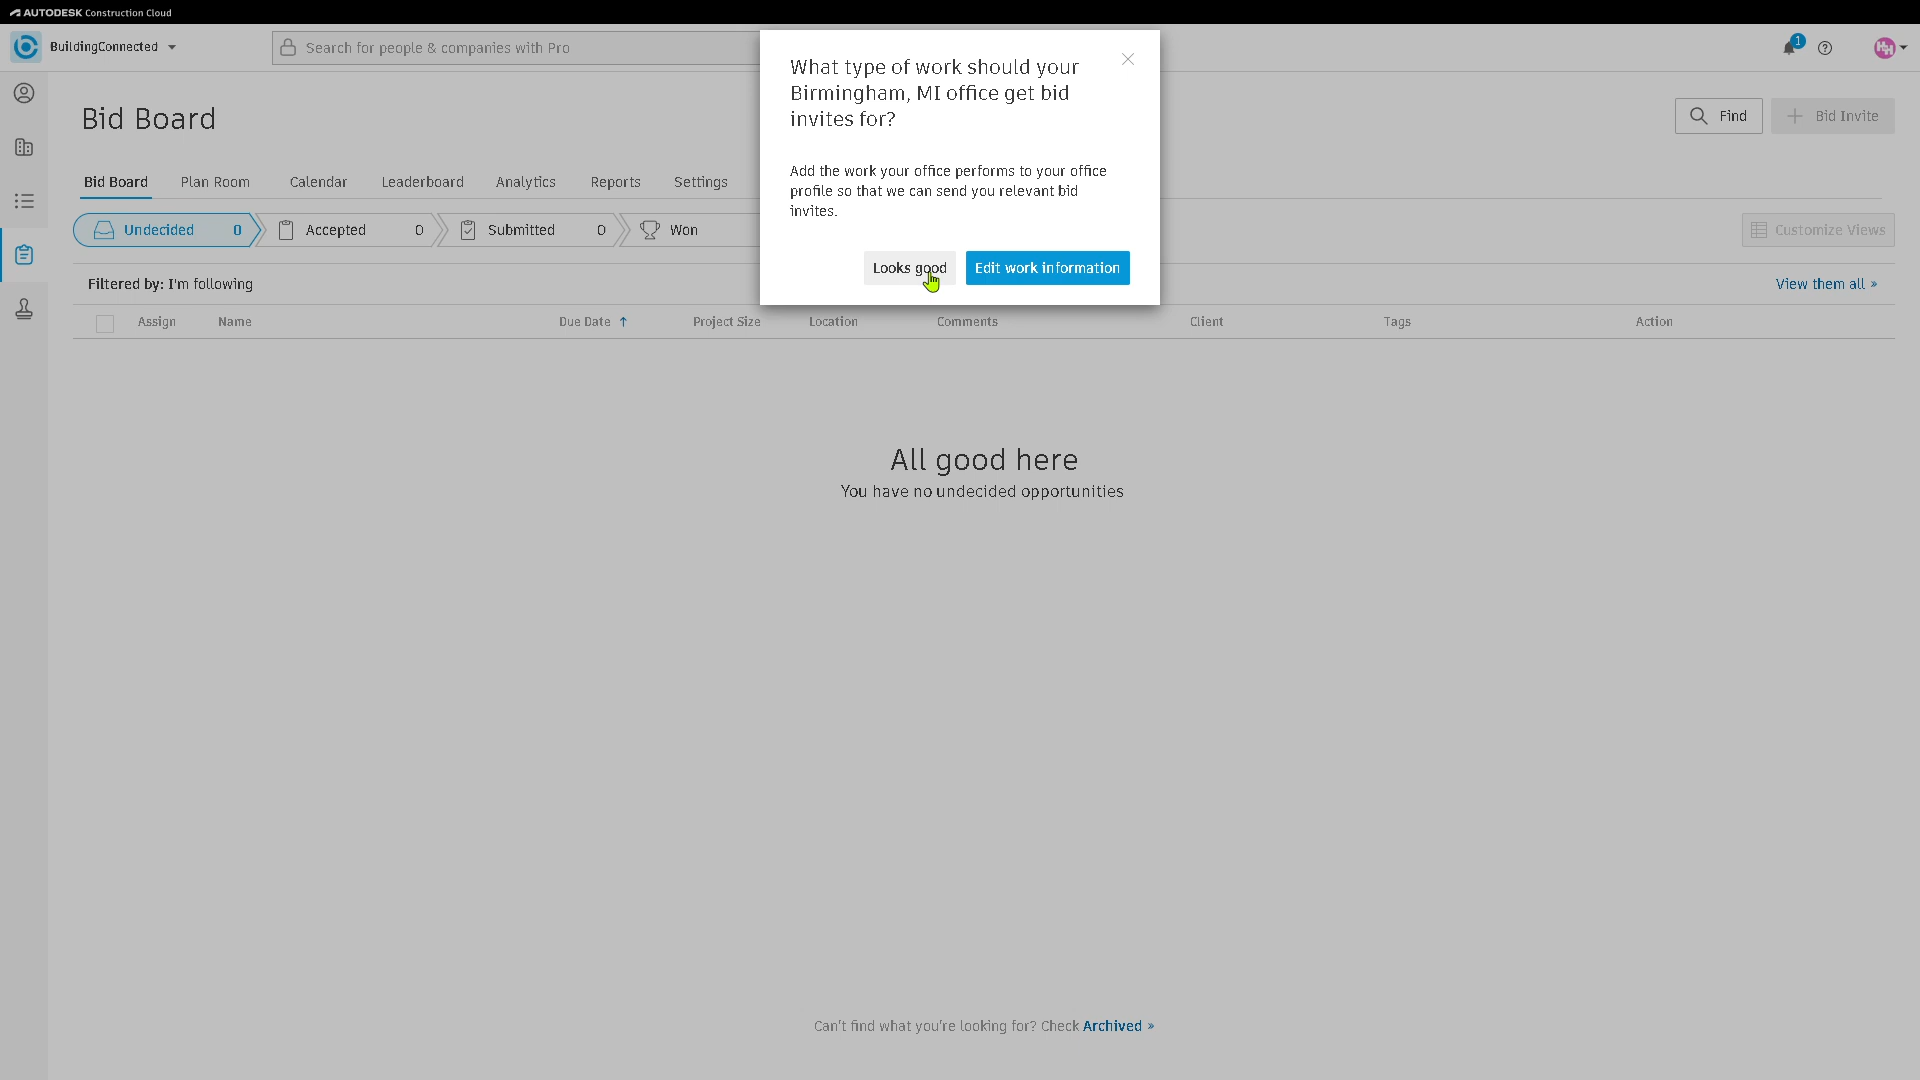 AUTODESK Construction Cloud
BuildingConnected
Search for people & companies with Pro
1
HH
What type of work should your
Birmingham, MI office get bid
invites for?
Add the work your office performs to your office
profile so that we can send you relevant bid
invites.
Looks good
Edit work information
Bid Board
Find
Bid Invite
Bid Board
Plan Room
Calendar
Leaderboard
Analytics
Reports
Settings
Undecided 0
Accepted 0
Submitted 0
Won
Customize Views
Filtered by: I'm following
View them all »
Assign
Name
Due Date ↑
Project Size
Location
Comments
Client
Tags
Action
All good here
You have no undecided opportunities
Can't find what you're looking for? Check Archived »